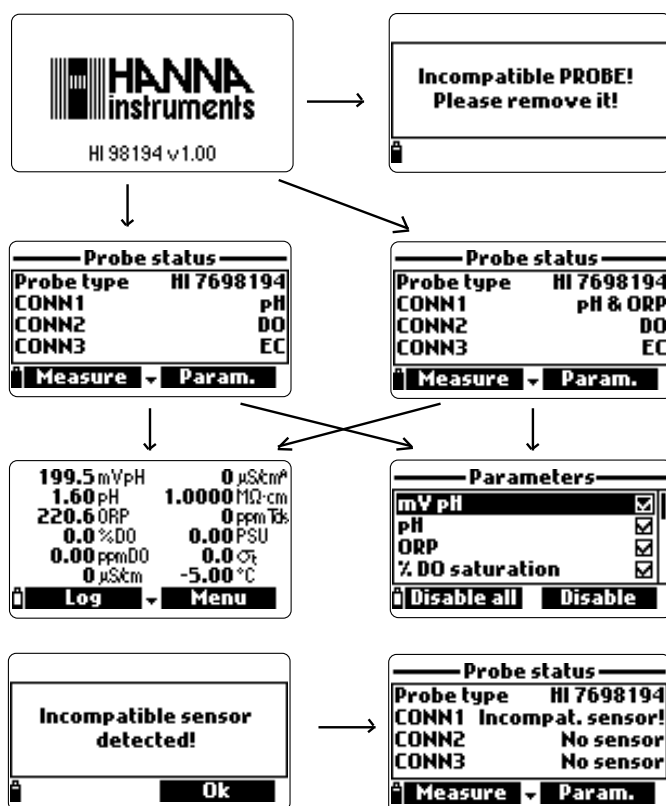 HANNA
instruments
HI 98194 v1.00
Incompatible PROBE!
Please remove it!
Probe status
Probe type HI 7698194
CONN1 pH
CONN2 DO
CONN3 EC
Measure Param.
Probe status
Probe type HI 7698194
CONN1 pH & ORP
CONN2 DO
CONN3 EC
Measure Param.
199.5 mVpH 0 µS/cmᴬ
1.60 pH 1.0000 MΩ·cm
220.6 ORP 0 ppm Tds
0.0 %DO 0.00 PSU
0.00 ppmDO 0.0 σt
0 µS/cm -5.00 °C
Log Menu
Parameters
mV pH
pH
ORP
% DO saturation
Disable all Disable
Incompatible sensor
detected!
Ok
Probe status
Probe type HI 7698194
CONN1 Incompat. sensor!
CONN2 No sensor
CONN3 No sensor
Measure Param.